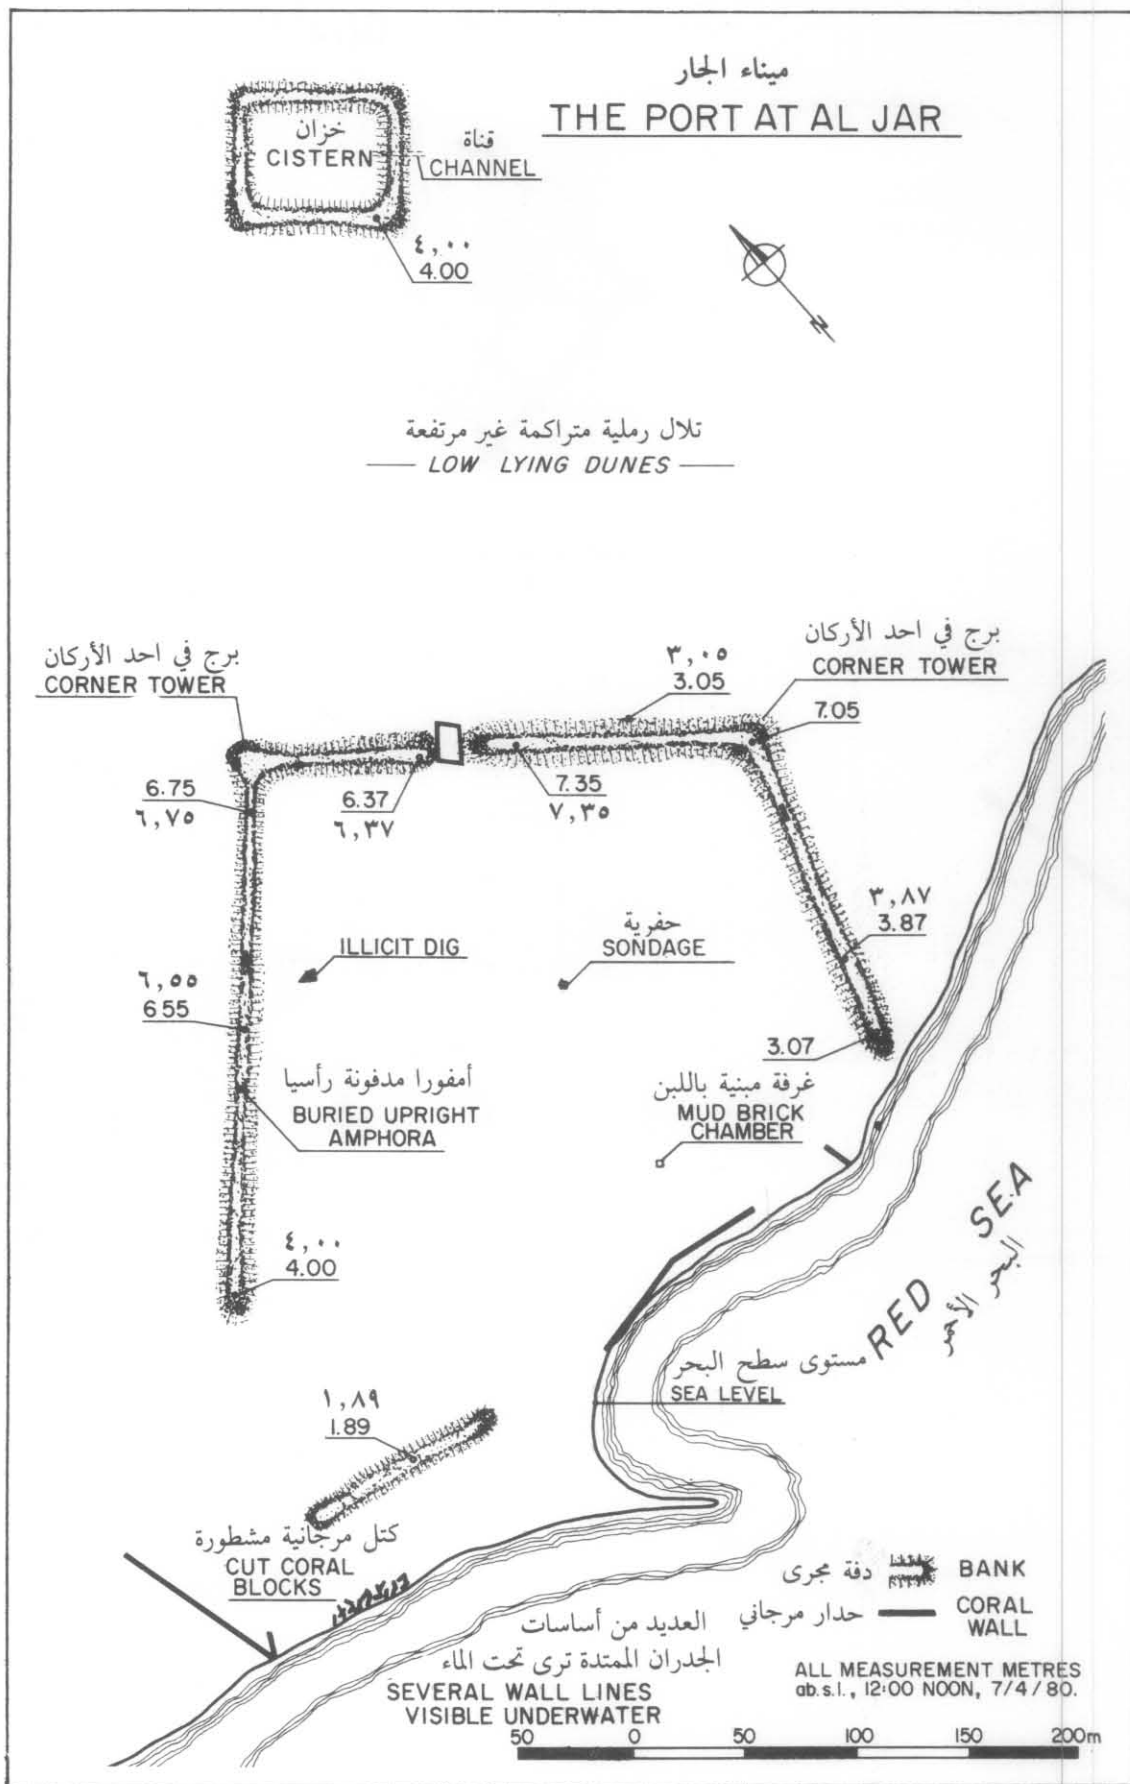 ميناء الجار
THE PORT AT AL JAR
خزان
CISTERN
قناة
CHANNEL
٤,٠٠
4.00
N
تلال رملية متراكمة غير مرتفعة
LOW LYING DUNES
برج في احد الأركان
CORNER TOWER
٣,٠٥
3.05
برج في احد الأركان
CORNER TOWER
7.05
6.75
٦,٧٥
6.37
٦,٣٧
7.35
٧,٣٥
٣,٨٧
3.87
ILLICIT DIG
حفرية
SONDAGE
٦,٥٥
6.55
3.07
أمفورا مدفونة رأسيا
BURIED UPRIGHT
AMPHORA
غرفة مبنية باللبن
MUD BRICK
CHAMBER
٤,٠٠
4.00
RED SEA
البحر الأحمر
مستوى سطح البحر
SEA LEVEL
١,٨٩
1.89
كتل مرجانية مشطورة
CUT CORAL
BLOCKS
دفة مجرى
BANK
حدار مرجاني
CORAL
WALL
العديد من أساسات
الجدران الممتدة ترى تحت الماء
SEVERAL WALL LINES
VISIBLE UNDERWATER
ALL MEASUREMENT METRES
ab.s.l., 12:00 NOON, 7/4/80.
50 0 50 100 150 200m